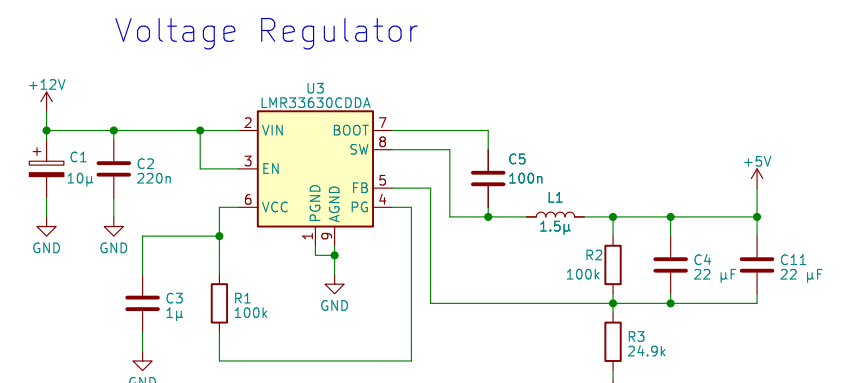 Voltage Regulator
+12V
U3
LMR33630CDDA
2 VIN
BOOT 7
SW 8
3 EN
FB 5
6 VCC
PG 4
PGND
AGND
1
9
C1
10µ
C2
220n
GND
GND
C5
100n
+5V
L1
1.5µ
R2
100k
C4
22 µF
C11
22 µF
C3
1µ
R1
100k
GND
R3
24.9k
GND